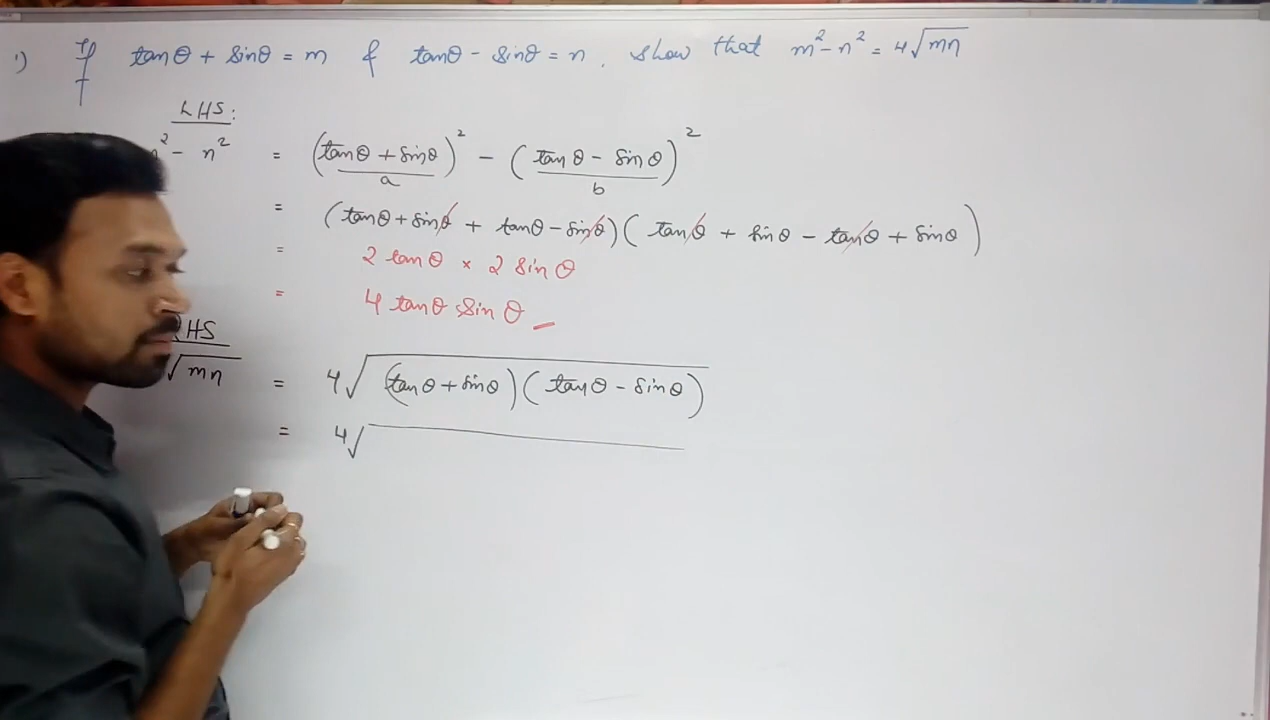 1) If tanθ + sinθ = m & tanθ - sinθ = n. show that m² - n² = 4√mn
LHS:
² - n² = (tanθ + sinθ)² - (tanθ - sinθ)²
a b
= (tanθ + sinθ + tanθ - sinθ)(tanθ + sinθ - tanθ + sinθ)
= 2 tanθ × 2 sinθ
= 4 tanθ sinθ
RHS
√mn = 4√(tanθ + sinθ)(tanθ - sinθ)
= 4√